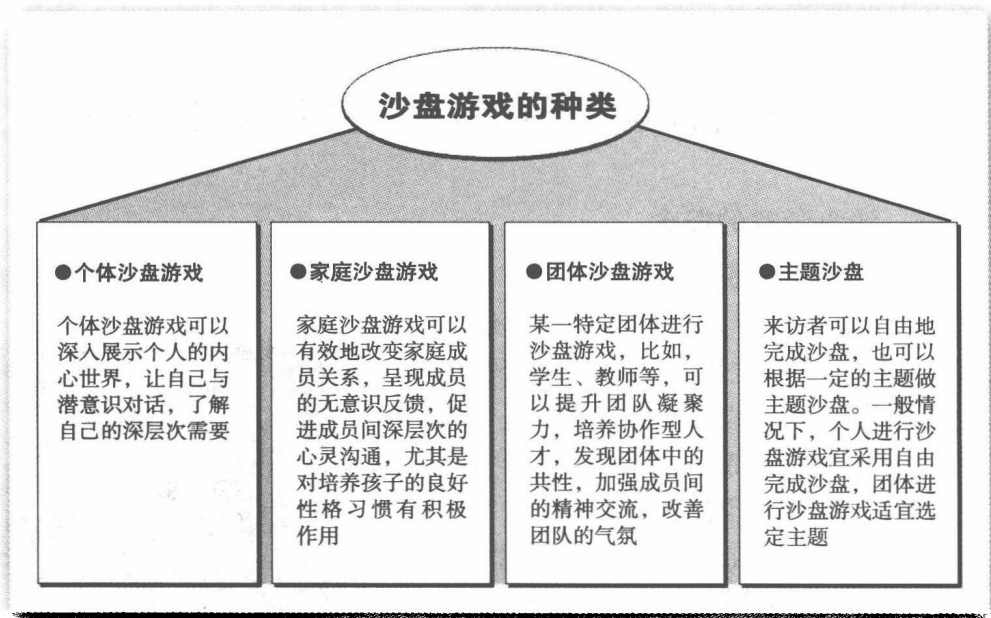 沙盘游戏的种类
●个体沙盘游戏
个体沙盘游戏可以
深入展示个人的内
心世界，让自己与
潜意识对话，了解
自己的深层次需要
●家庭沙盘游戏
家庭沙盘游戏可以
有效地改变家庭成
员关系，呈现成员
的无意识反馈，促
进成员间深层次的
心灵沟通，尤其是
对培养孩子的良好
性格习惯有积极
作用
●团体沙盘游戏
某一特定团体进行
沙盘游戏，比如，
学生、教师等，可
以提升团队凝聚
力，培养协作型人
才，发现团体中的
共性，加强成员间
的精神交流，改善
团队的气氛
●主题沙盘
来访者可以自由地
完成沙盘，也可以
根据一定的主题做
主题沙盘。一般情
况下，个人进行沙
盘游戏宜采用自由
完成沙盘，团体进
行沙盘游戏适宜选
定主题